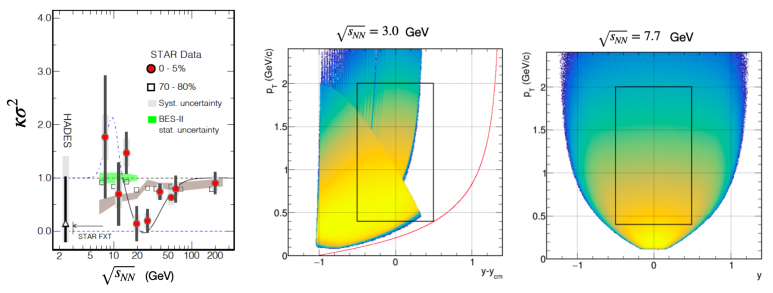 4.0
3.0
2.0
1.0
0.0
κσ²
STAR Data
0 - 5%
70 - 80%
Syst. uncertainty
BES-II
stat. uncertainty
HADES
STAR FXT
2 5 10 20 50 100 200
√sNN (GeV)
√sNN = 3.0 GeV
pT (GeV/c)
2
1.5
1
0.5
0
−1 0 1
y-ycm
√sNN = 7.7 GeV
pT (GeV/c)
2
1.5
1
0.5
0
−1 0 1
y